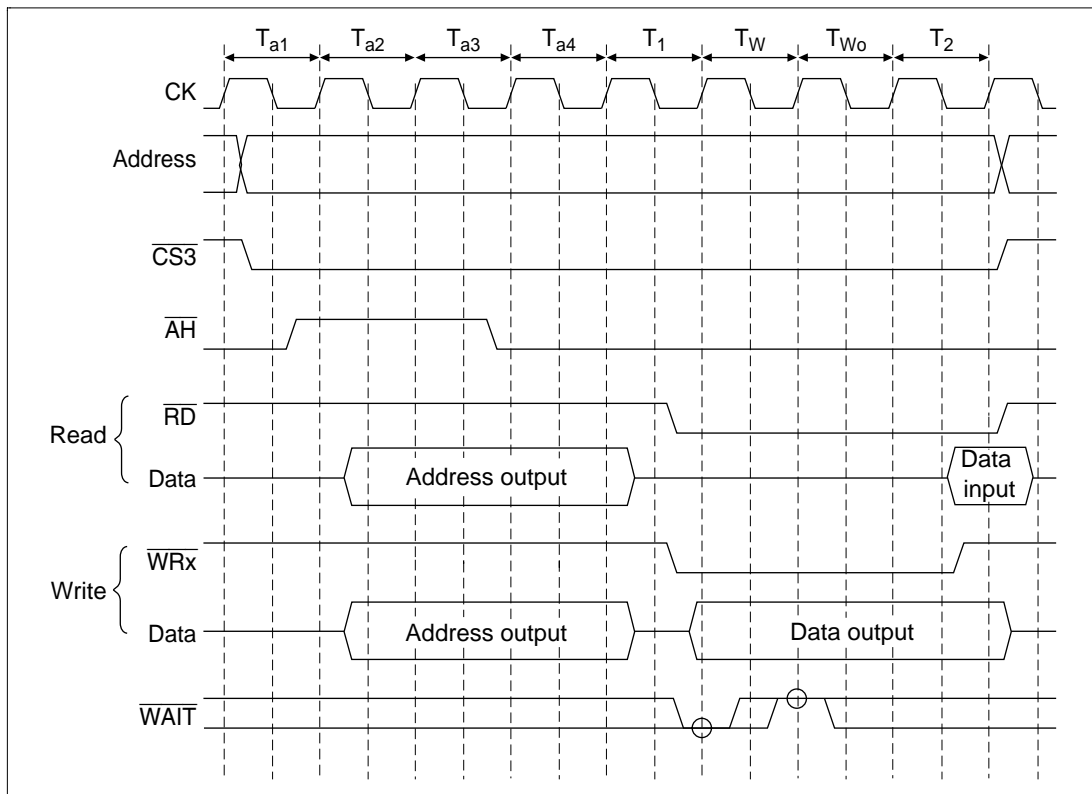 Ta1 Ta2 Ta3 Ta4 T1 TW TWo T2
CK
Address
CS3
AH
Read
RD
Data
Address output
Data
input
Write
WRx
Data
Address output
Data output
WAIT